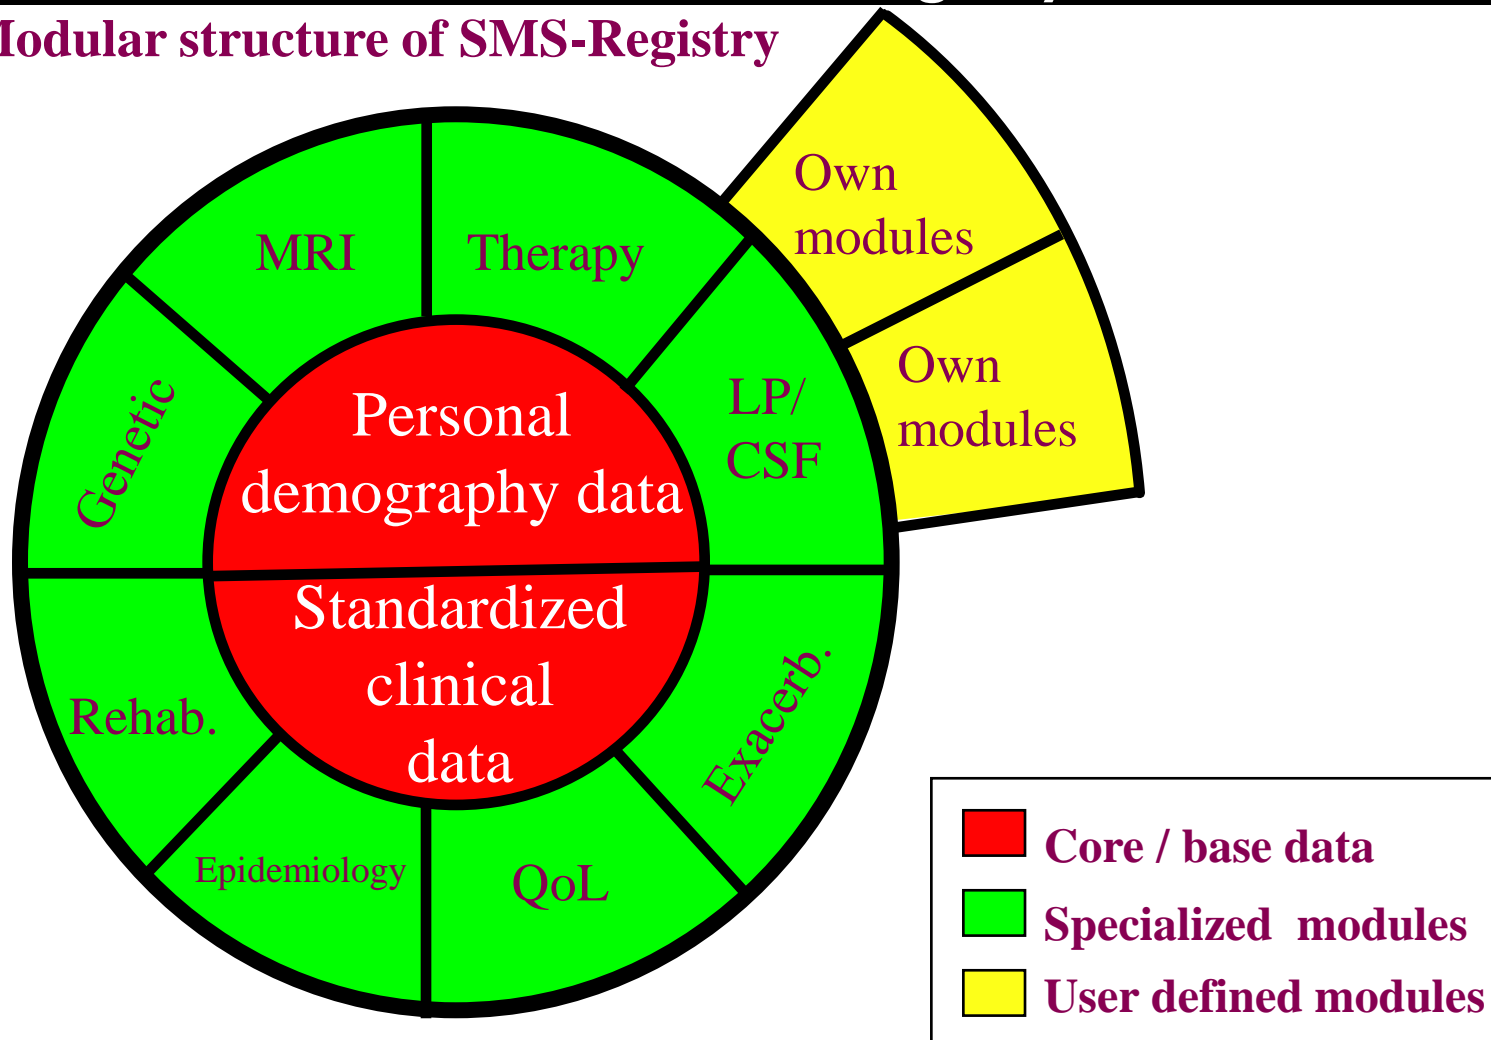 Modular structure of SMS-Registry
Own
modules
MRI
Therapy
Own
modules
LP/
CSF
Genetic
Personal
demography data
Standardized
clinical
data
Rehab.
Exacerb.
Epidemiology
QoL
Core / base data
Specialized modules
User defined modules